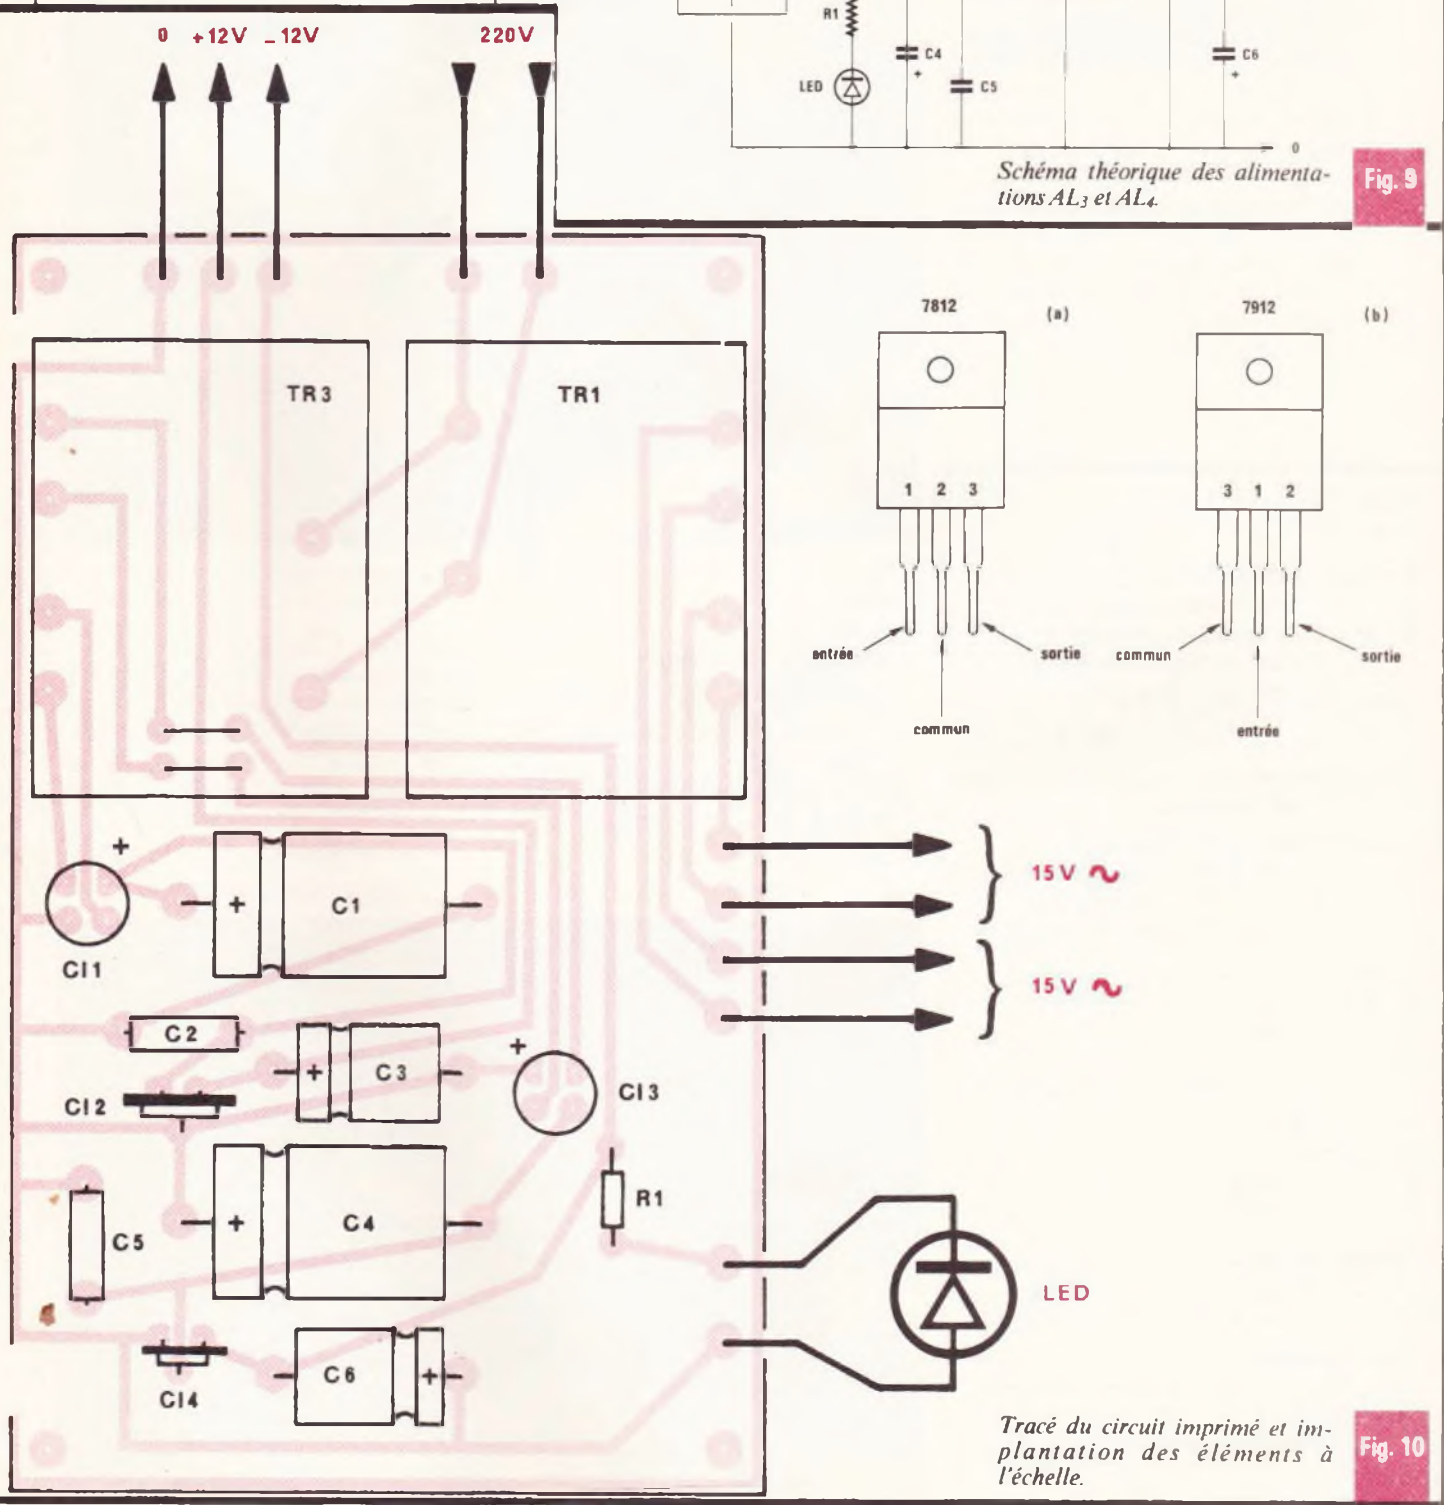 0 +12V −12V 220V
R1
C4
+
LED
C5
C6
+
0
Schéma théorique des alimenta-
tions AL3 et AL4.
Fig. 9
TR3
TR1
7812 (a)
1 2 3
entrée
commun
sortie
7912 (b)
3 1 2
commun
entrée
sortie
+
+ C1
CI1
15V ~
15V ~
C2
+ C3
+
CI3
CI2
R1
+ C4
C5
LED
C6 +
CI4
Tracé du circuit imprimé et im-
plantation des éléments à
l'échelle.
Fig. 10